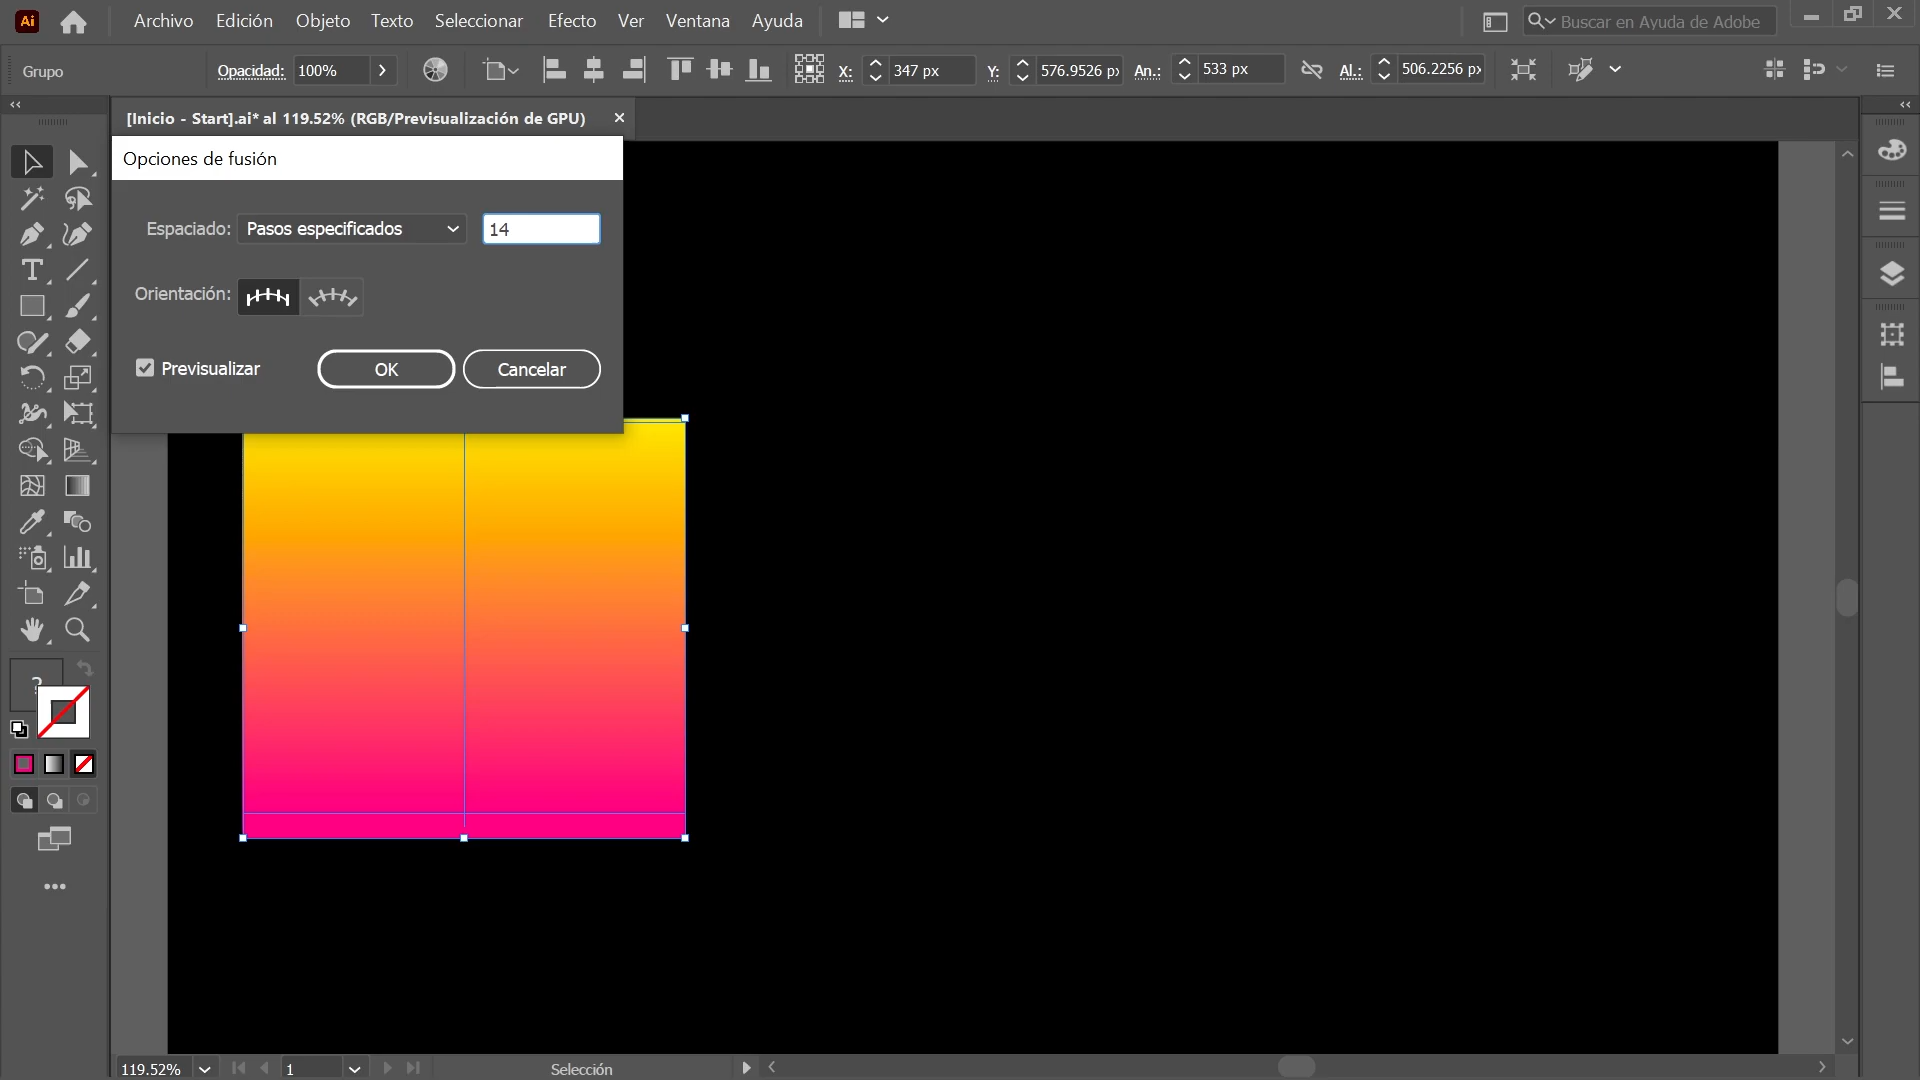 Ai
Archivo Edición Objeto Texto Seleccionar Efecto Ver Ventana Ayuda
Buscar en Ayuda de Adobe
Grupo
Opacidad: 100%
X: 347 px
Y: 576.9526 px
An.: 533 px
Al.: 506.2256 px
[Inicio - Start].ai* al 119.52% (RGB/Previsualización de GPU)
Opciones de fusión
Espaciado: Pasos especificados 14
Orientación:
Previsualizar
OK
Cancelar
?
119.52%
1
Selección